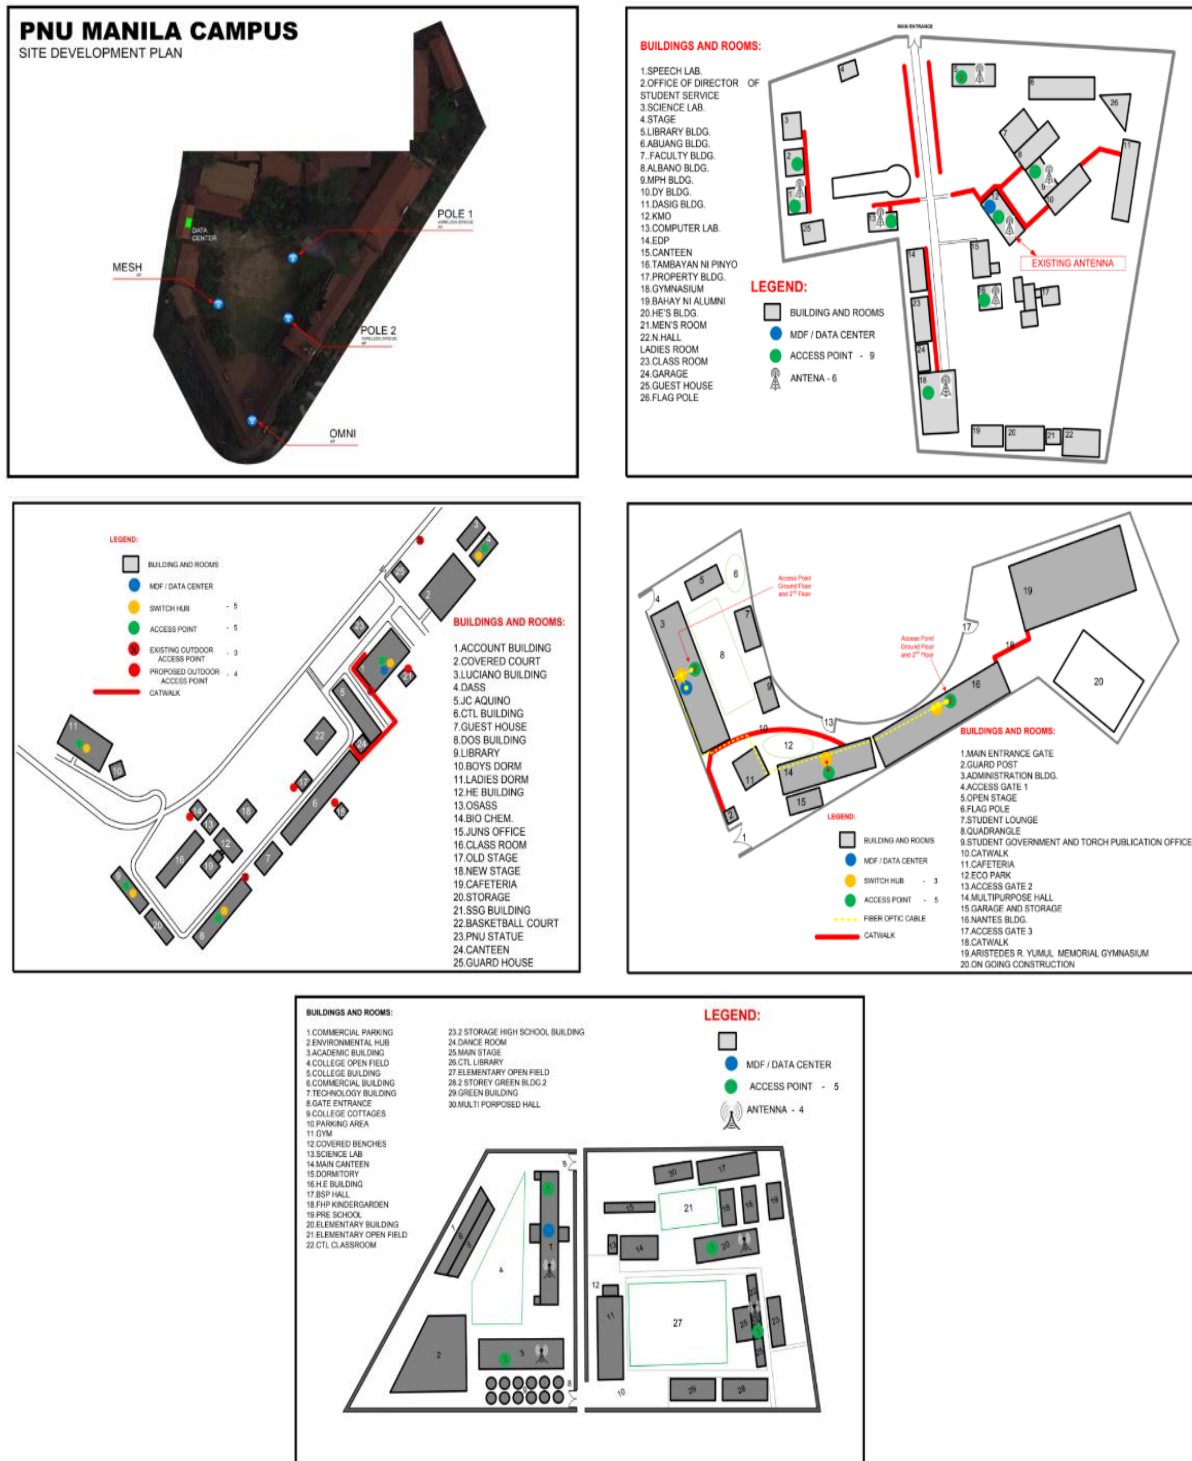 PNU MANILA CAMPUS
SITE DEVELOPMENT PLAN
POLE 1
WIRELESS BRIDGE
AP
DATA
CENTER
MESH
AP
POLE 2
WIRELESS BRIDGE
AP
OMNI
AP
MAIN ENTRANCE
BUILDINGS AND ROOMS:
1.SPEECH LAB.
2.OFFICE OF DIRECTOR OF
STUDENT SERVICE
3.SCIENCE LAB.
4.STAGE
5.LIBRARY BLDG.
6.ABUANG BLDG.
7..FACULTY BLDG.
8.ALBANO BLDG.
9.MPH BLDG.
10.DY BLDG.
11.DASIG BLDG.
12.KMO
13.COMPUTER LAB.
14.EDP
15.CANTEEN
16.TAMBAYAN NI PINYO
17.PROPERTY BLDG.
18.GYMNASIUM
19.BAHAY NI ALUMNI
20.HE'S BLDG.
21.MEN'S ROOM
22.N.HALL
LADIES ROOM
23.CLASS ROOM
24.GARAGE
25.GUEST HOUSE
26.FLAG POLE
EXISTING ANTENNA
LEGEND:
BUILDING AND ROOMS
MDF / DATA CENTER
ACCESS POINT - 9
ANTENA - 6
LEGEND:
BUILDING AND ROOMS
MDF / DATA CENTER
SWITCH HUB - 5
ACCESS POINT - 5
EXISTING OUTDOOR
ACCESS POINT - 3
PROPOSED OUTDOOR
ACCESS POINT - 4
CATWALK
BUILDINGS AND ROOMS:
1.ACCOUNT BUILDING
2.COVERED COURT
3.LUCIANO BUILDING
4.DASS
5.JC AQUINO
6.CTL BUILDING
7.GUEST HOUSE
8.DOS BUILDING
9.LIBRARY
10.BOYS DORM
11.LADIES DORM
12.HE BUILDING
13.OSASS
14.BIO CHEM.
15.JUNS OFFICE
16.CLASS ROOM
17.OLD STAGE
18.NEW STAGE
19.CAFETERIA
20.STORAGE
21.SSG BUILDING
22.BASKETBALL COURT
23.PNU STATUE
24.CANTEEN
25.GUARD HOUSE
Access Point
Ground Floor
and 2nd Floor
Access Point
Ground Floor
and 2nd Floor
BUILDINGS AND ROOMS:
1.MAIN ENTRANCE GATE
2.GUARD POST
3.ADMINISTRATION BLDG.
4.ACCESS GATE 1
5.OPEN STAGE
6.FLAG POLE
7.STUDENT LOUNGE
8.QUADRANGLE
9.STUDENT GOVERNMENT AND TORCH PUBLICATION OFFICE
10.CATWALK
11.CAFETERIA
12.ECO PARK
13.ACCESS GATE 2
14.MULTIPURPOSE HALL
15.GARAGE AND STORAGE
16.NANTES BLDG.
17.ACCESS GATE 3
18.CATWALK
19.ARISTEDES R. YUMUL MEMORIAL GYMNASIUM
20.ON GOING CONSTRUCTION
LEGEND:
BUILDING AND ROOMS
MDF / DATA CENTER
SWITCH HUB - 3
ACCESS POINT - 5
FIBER OPTIC CABLE
CATWALK
BUILDINGS AND ROOMS:
1.COMMERCIAL PARKING
2.ENVIRONMENTAL HUB
3.ACADEMIC BUILDING
4.COLLEGE OPEN FIELD
5.COLLEGE BUILDING
6.COMMERCIAL BUILDING
7.TECHNOLOGY BUILDING
8.GATE ENTRANCE
9.COLLEGE COTTAGES
10.PARKING AREA
11.GYM
12.COVERED BENCHES
13.SCIENCE LAB
14.MAIN CANTEEN
15.DORMITORY
16.H.E BUILDING
17.BSP HALL
18.FHP KINDERGARDEN
19.PRE SCHOOL
20.ELEMENTARY BUILDING
21.ELEMENTARY OPEN FIELD
22.CTL CLASSROOM
23.2 STORAGE HIGH SCHOOL BUILDING
24.DANCE ROOM
25.MAIN STAGE
26.CTL LIBRARY
27.ELEMENTARY OPEN FIELD
28.2 STOREY GREEN BLDG.2
29.GREEN BUILDING
30.MULTI PORPOSED HALL
LEGEND:
MDF / DATA CENTER
ACCESS POINT - 5
ANTENNA - 4